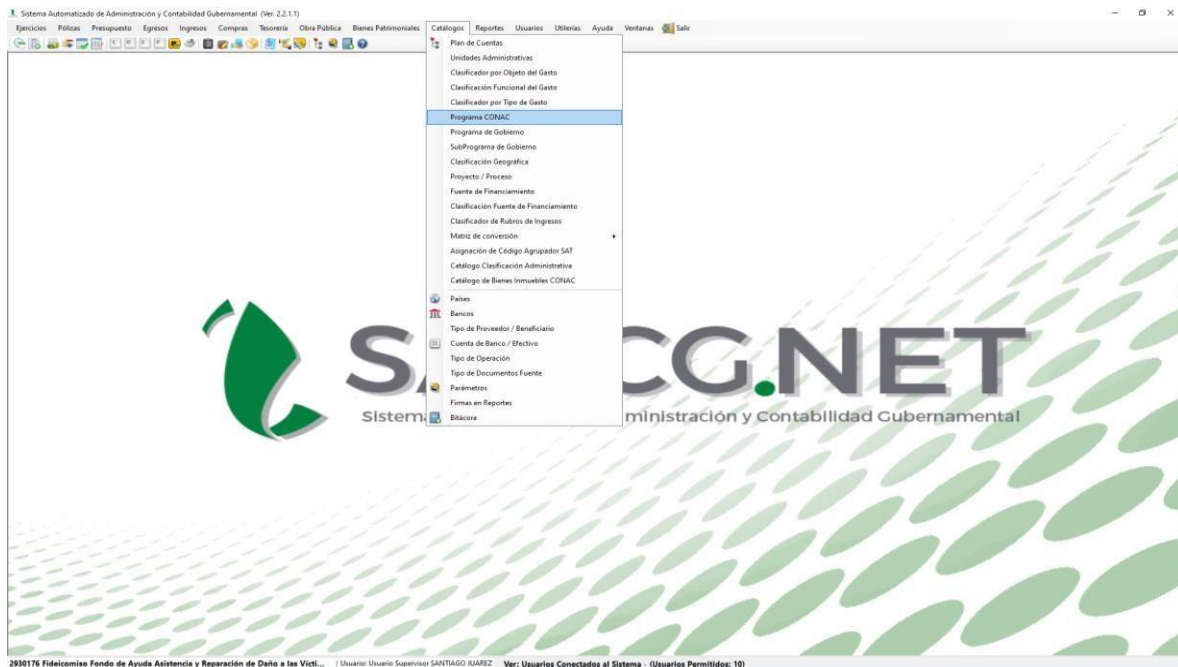 Sistema Automatizado de Administración y Contabilidad Gubernamental (Ver. 2.2.1.1)
Ejercicios Pólizas Presupuesto Egresos Ingresos Compras Tesorería Obra Pública Bienes Patrimoniales Catálogos Reportes Usuarios Utilerías Ayuda Ventanas Salir
Plan de Cuentas
Unidades Administrativas
Clasificador por Objeto del Gasto
Clasificación Funcional del Gasto
Clasificador por Tipo de Gasto
Programa CONAC
Programa de Gobierno
SubPrograma de Gobierno
Clasificación Geográfica
Proyecto / Proceso
Fuente de Financiamiento
Clasificación Fuente de Financiamiento
Clasificador de Rubros de Ingresos
Matriz de conversión
Asignación de Código Agrupador SAT
Catálogo Clasificación Administrativa
Catálogo de Bienes Inmuebles CONAC
Países
Bancos
Tipo de Proveedor / Beneficiario
Cuenta de Banco / Efectivo
Tipo de Operación
Tipo de Documentos Fuente
Parámetros
Firmas en Reportes
Bitácora
S CG.NET
Sistem ministración y Contabilidad Gubernamental
2930176 Fideicomiso Fondo de Ayuda Asistencia y Reparación de Daño a las Vícti... | Usuario: Usuario Supervisor SANTIAGO JUAREZ Ver: Usuarios Conectados al Sistema - (Usuarios Permitidos: 10)